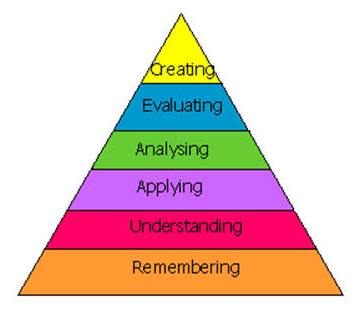 Creating
Evaluating
Analysing
Applying
Understanding
Remembering